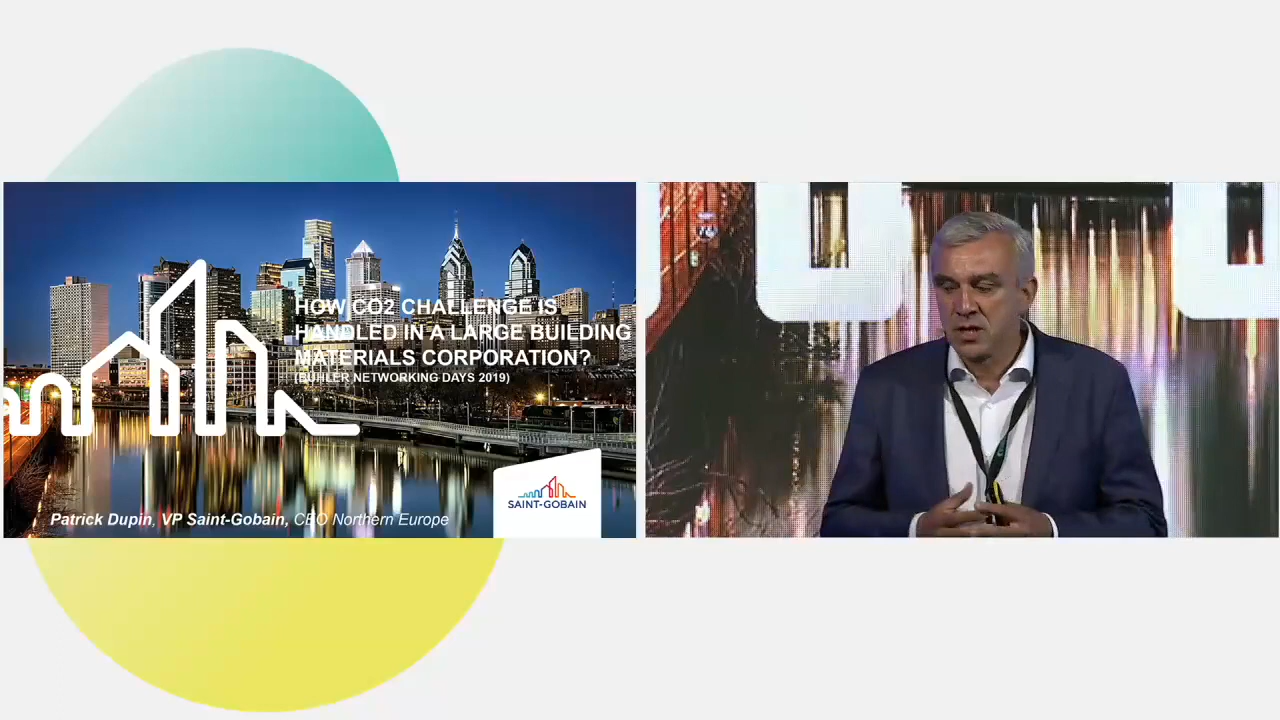 HOW CO2 CHALLENGE IS
HANDLED IN A LARGE BUILDING
MATERIALS CORPORATION?
(BÜHLER NETWORKING DAYS 2019)
SAINT-GOBAIN
Patrick Dupin, VP Saint-Gobain, CEO Northern Europe